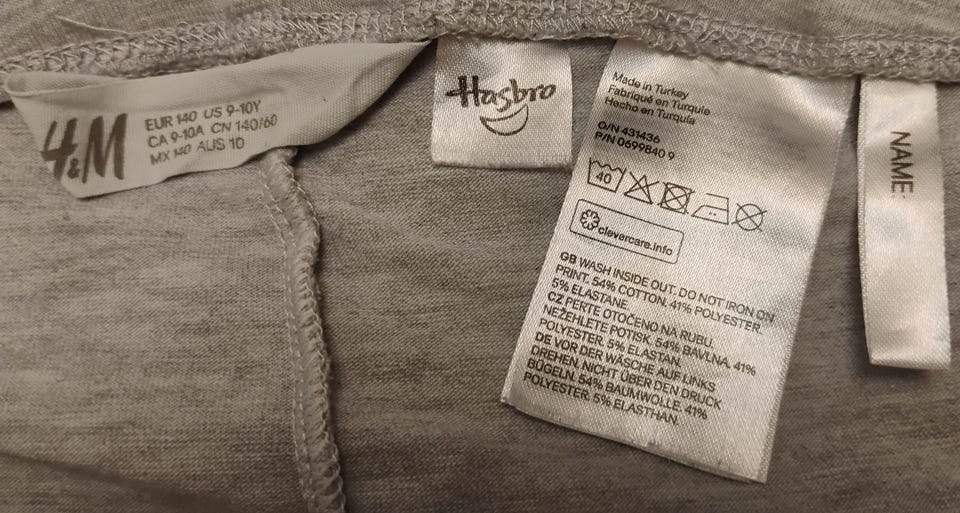 H&M
EUR 140 US 9-10Y
CA 9-10A CN 140/60
MX 140 AUS 10
Hasbro
Made in Turkey
Fabriqué en Turquie
Hecho en Turquía
O/N 431436
P/N 0699840 9
40
clevercare.info
GB WASH INSIDE OUT. DO NOT IRON ON
PRINT. 54% COTTON. 41% POLYESTER.
5% ELASTANE.
CZ PERTE OTOČENO NA RUBU.
NEŽEHLETE POTISK. 54% BAVLNA. 41%
POLYESTER. 5% ELASTAN.
DE VOR DER WÄSCHE AUF LINKS
DREHEN, NICHT ÜBER DEN DRUCK
BÜGELN. 54% BAUMWOLLE. 41%
POLYESTER. 5% ELASTHAN.
NAME: